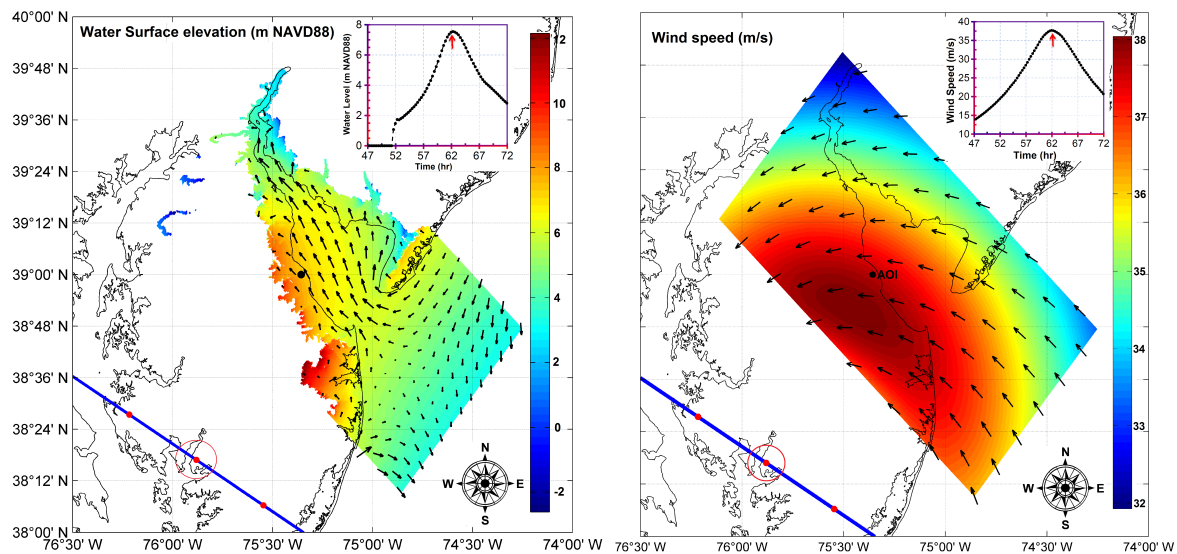 Water Surface elevation (m NAVD88)
40°00' N
39°48' N
39°36' N
39°24' N
39°12' N
39°00' N
38°48' N
38°36' N
38°24' N
38°12' N
38°00' N
76°30' W
76°00' W
75°30' W
75°00' W
74°30' W
74°00' W
Water Level (m NAVD88)
8
6
4
2
0
47 52 57 62 67 72
Time (hr)
12
10
8
6
4
2
0
-2
N
W E
S
Wind speed (m/s)
AOI
76°30' W
76°00' W
75°30' W
75°00' W
74°30' W
74°00' W
Wind Speed (m/s)
40
35
30
25
20
15
10
47 52 57 62 67 72
Time (hr)
38
37
36
35
34
33
32
N
W E
S